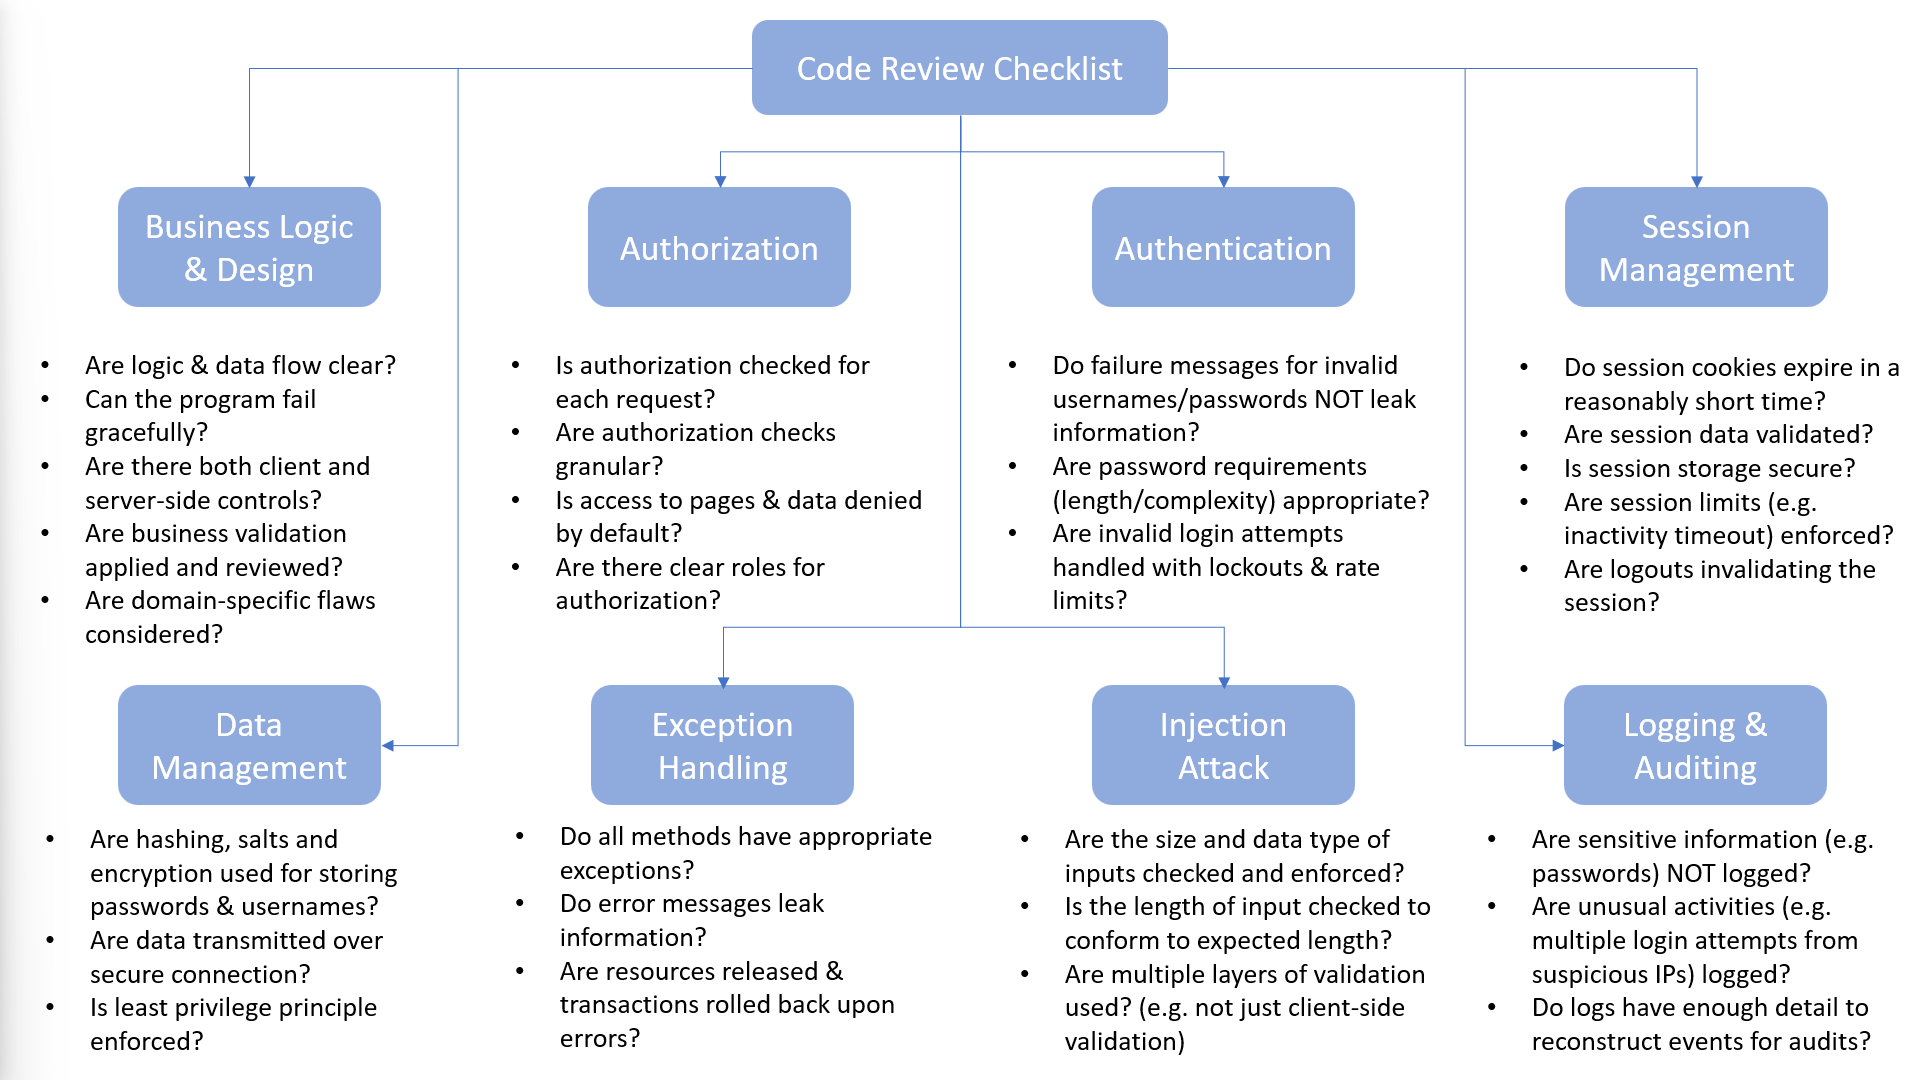 Code Review Checklist
Business Logic
& Design
Authorization
Authentication
Session
Management
• Are logic & data flow clear?
• Can the program fail
gracefully?
• Are there both client and
server-side controls?
• Are business validation
applied and reviewed?
• Are domain-specific flaws
considered?
• Is authorization checked for
each request?
• Are authorization checks
granular?
• Is access to pages & data denied
by default?
• Are there clear roles for
authorization?
• Do failure messages for invalid
usernames/passwords NOT leak
information?
• Are password requirements
(length/complexity) appropriate?
• Are invalid login attempts
handled with lockouts & rate
limits?
• Do session cookies expire in a
reasonably short time?
• Are session data validated?
• Is session storage secure?
• Are session limits (e.g.
inactivity timeout) enforced?
• Are logouts invalidating the
session?
Data
Management
Exception
Handling
Injection
Attack
Logging &
Auditing
• Are hashing, salts and
encryption used for storing
passwords & usernames?
• Are data transmitted over
secure connection?
• Is least privilege principle
enforced?
• Do all methods have appropriate
exceptions?
• Do error messages leak
information?
• Are resources released &
transactions rolled back upon
errors?
• Are the size and data type of
inputs checked and enforced?
• Is the length of input checked to
conform to expected length?
• Are multiple layers of validation
used? (e.g. not just client-side
validation)
• Are sensitive information (e.g.
passwords) NOT logged?
• Are unusual activities (e.g.
multiple login attempts from
suspicious IPs) logged?
• Do logs have enough detail to
reconstruct events for audits?